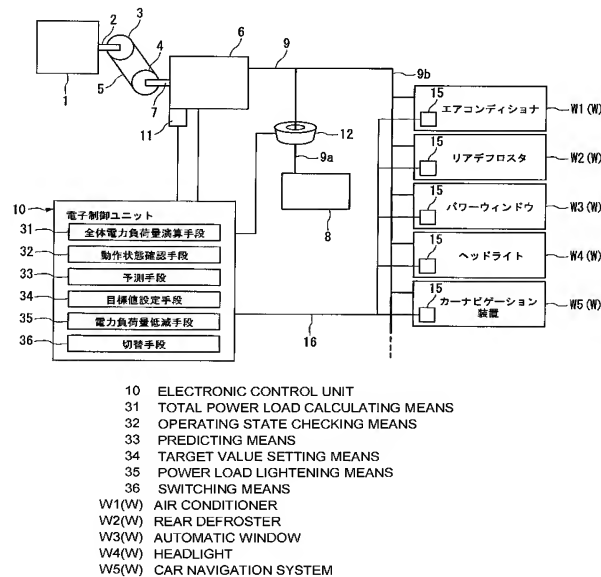 2
3
4
6
9
9b
1
5
7
11
12
9a
8
15
エアコンディショナ
W1(W)
15
リアデフロスタ
W2(W)
15
パワーウィンドウ
W3(W)
15
ヘッドライト
W4(W)
15
カーナビゲーション
装置
W5(W)
16
10
電子制御ユニット
31
全体電力負荷量演算手段
32
動作状態確認手段
33
予測手段
34
目標値設定手段
35
電力負荷量低減手段
36
切替手段
10 ELECTRONIC CONTROL UNIT
31 TOTAL POWER LOAD CALCULATING MEANS
32 OPERATING STATE CHECKING MEANS
33 PREDICTING MEANS
34 TARGET VALUE SETTING MEANS
35 POWER LOAD LIGHTENING MEANS
36 SWITCHING MEANS
W1(W) AIR CONDITIONER
W2(W) REAR DEFROSTER
W3(W) AUTOMATIC WINDOW
W4(W) HEADLIGHT
W5(W) CAR NAVIGATION SYSTEM